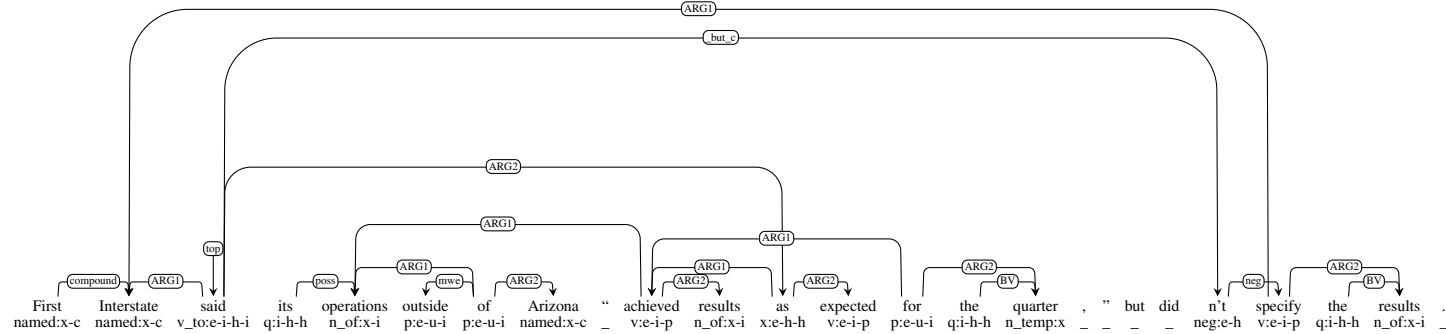 ARG1
_but_c
ARG2
ARG1
ARG1
top
compound ARG1 poss ARG1 mwe ARG2 ARG2 ARG1 ARG2 ARG2 BV neg ARG2 BV
First Interstate said its operations outside of Arizona “ achieved results as expected for the quarter , ” but did n’t specify the results .
named:x-c named:x-c v_to:e-i-h-i q:i-h-h n_of:x-i p:e-u-i p:e-u-i named:x-c _ v:e-i-p n_of:x-i x:e-h-h v:e-i-p p:e-u-i q:i-h-h n_temp:x _ _ _ _ neg:e-h v:e-i-p q:i-h-h n_of:x-i _